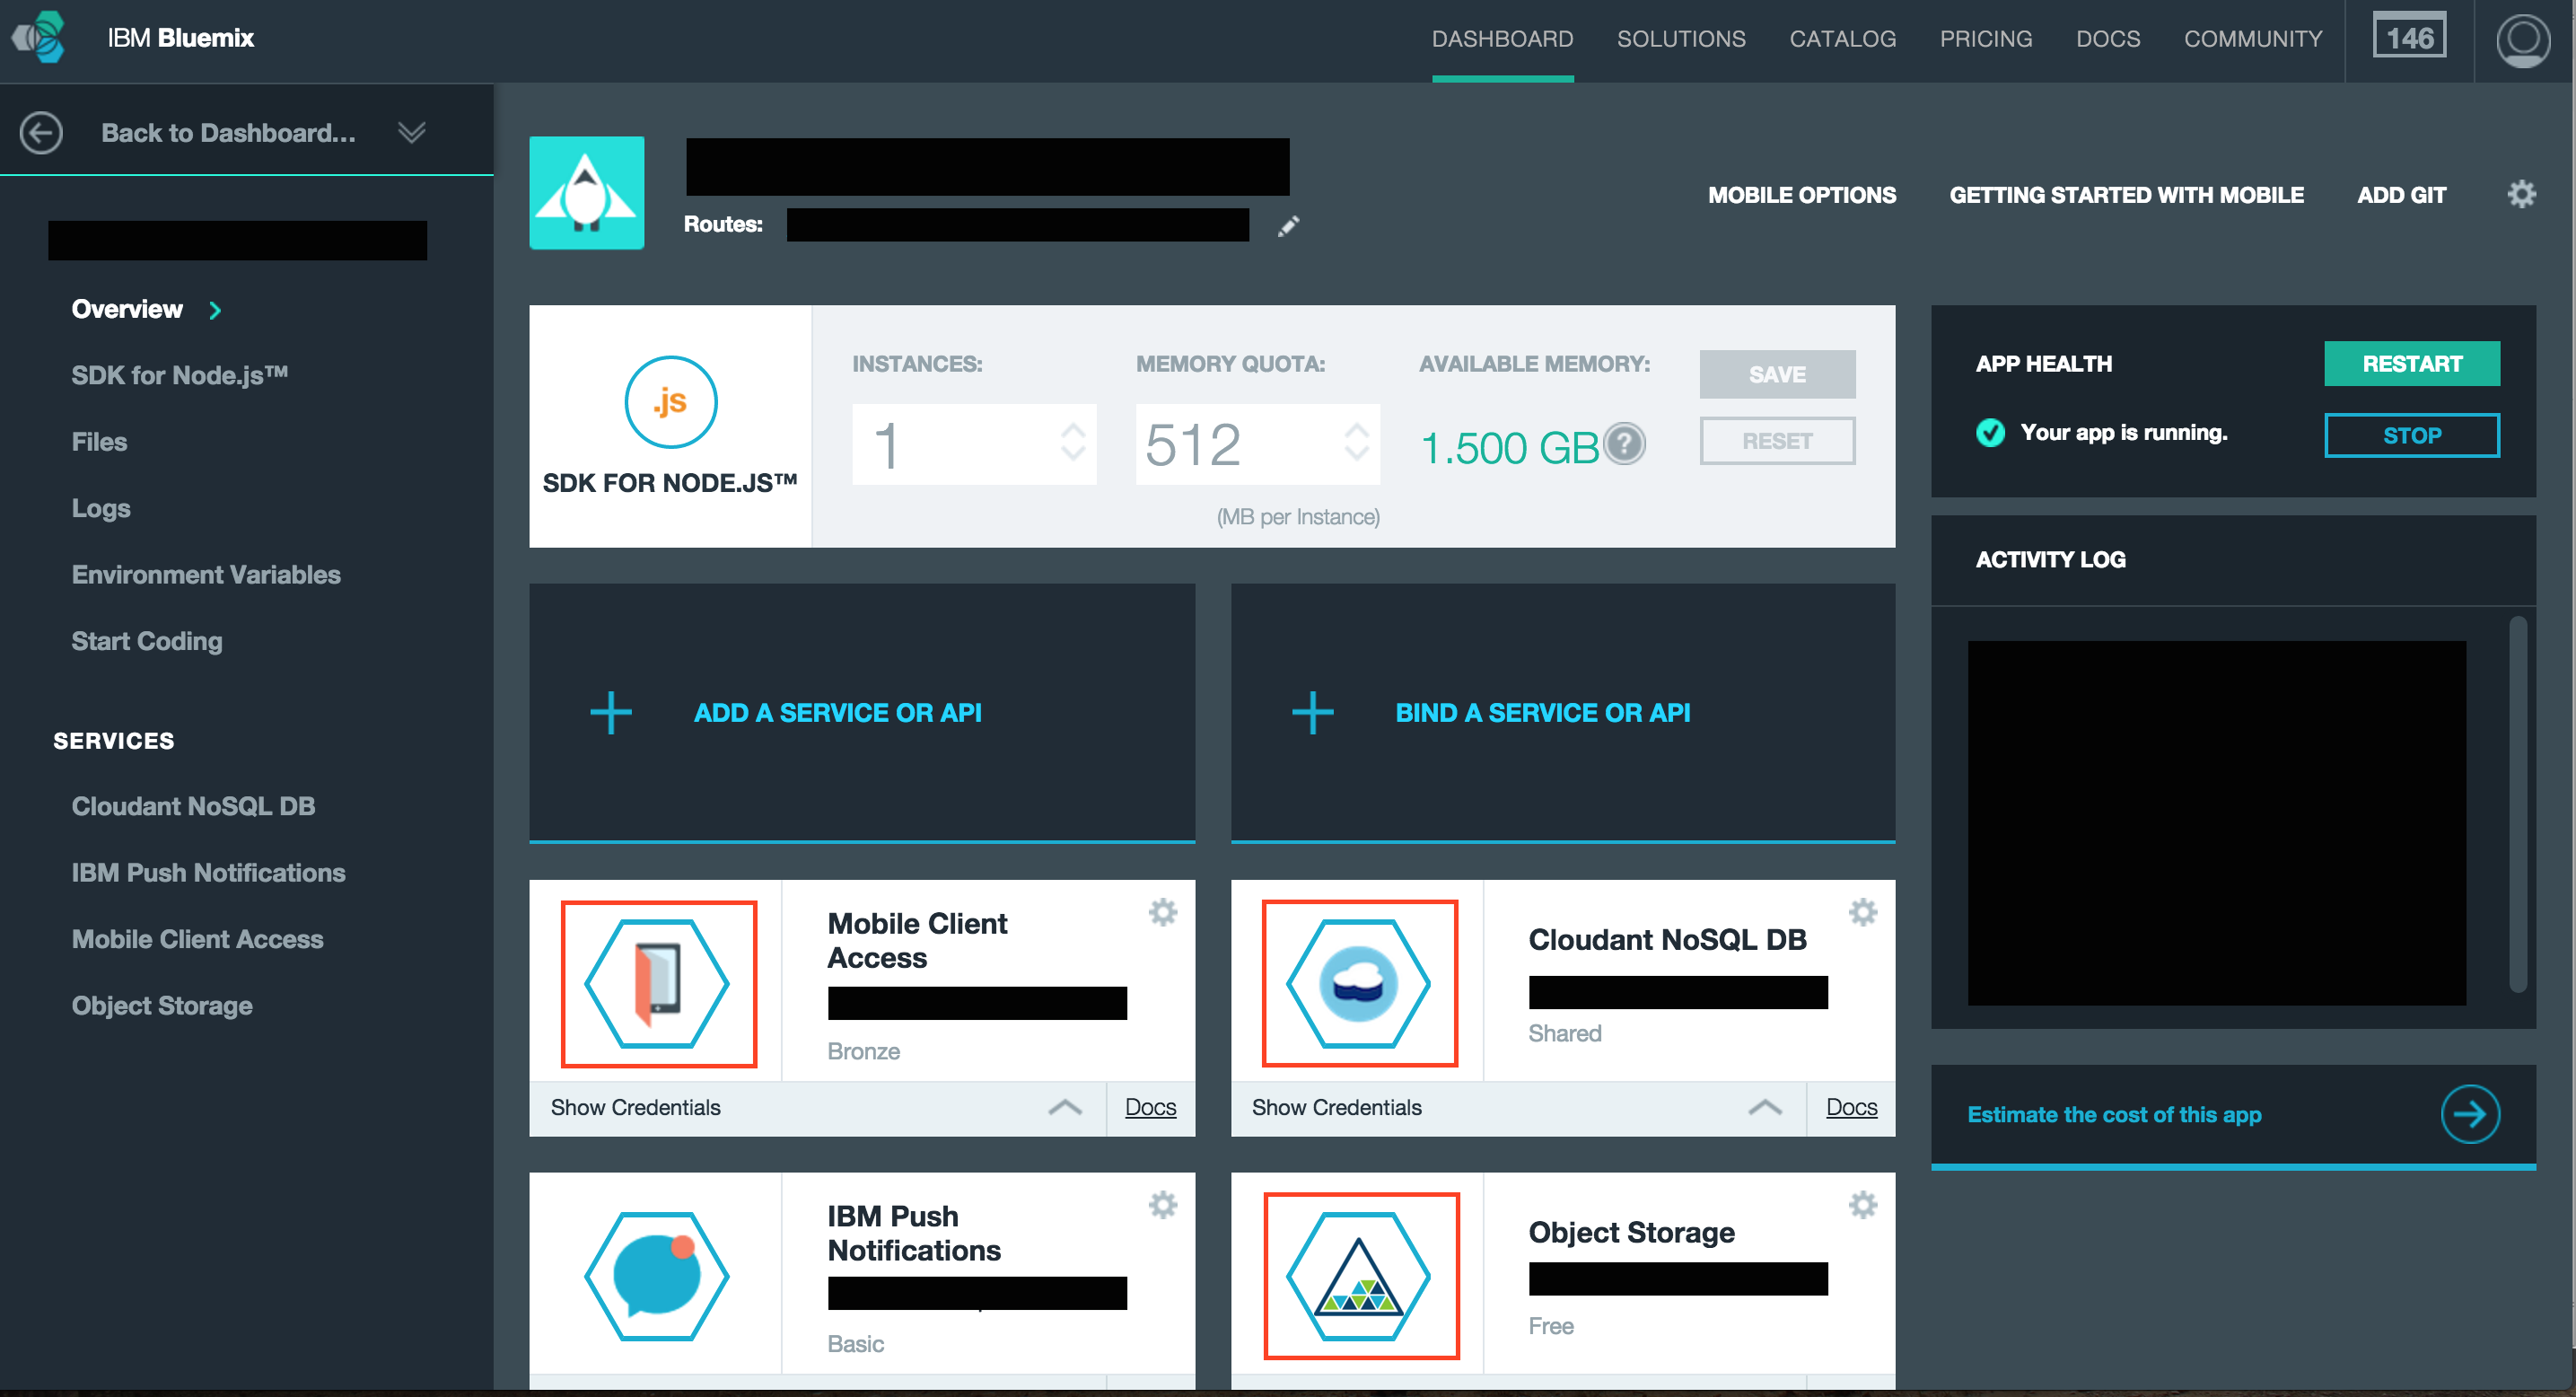 IBM Bluemix
DASHBOARD
SOLUTIONS
CATALOG
PRICING
DOCS
COMMUNITY
146
Back to Dashboard...
Routes:
MOBILE OPTIONS
GETTING STARTED WITH MOBILE
ADD GIT
Overview
SDK for Node.js™
Files
Logs
Environment Variables
Start Coding
SERVICES
Cloudant NoSQL DB
IBM Push Notifications
Mobile Client Access
Object Storage
.js
SDK FOR NODE.JS™
INSTANCES:
1
MEMORY QUOTA:
512
(MB per Instance)
AVAILABLE MEMORY:
1.500 GB
?
SAVE
RESET
APP HEALTH
RESTART
Your app is running.
STOP
ACTIVITY LOG
ADD A SERVICE OR API
BIND A SERVICE OR API
Mobile Client
Access
Bronze
Show Credentials
Docs
Cloudant NoSQL DB
Shared
Show Credentials
Docs
Estimate the cost of this app
IBM Push
Notifications
Basic
Object Storage
Free